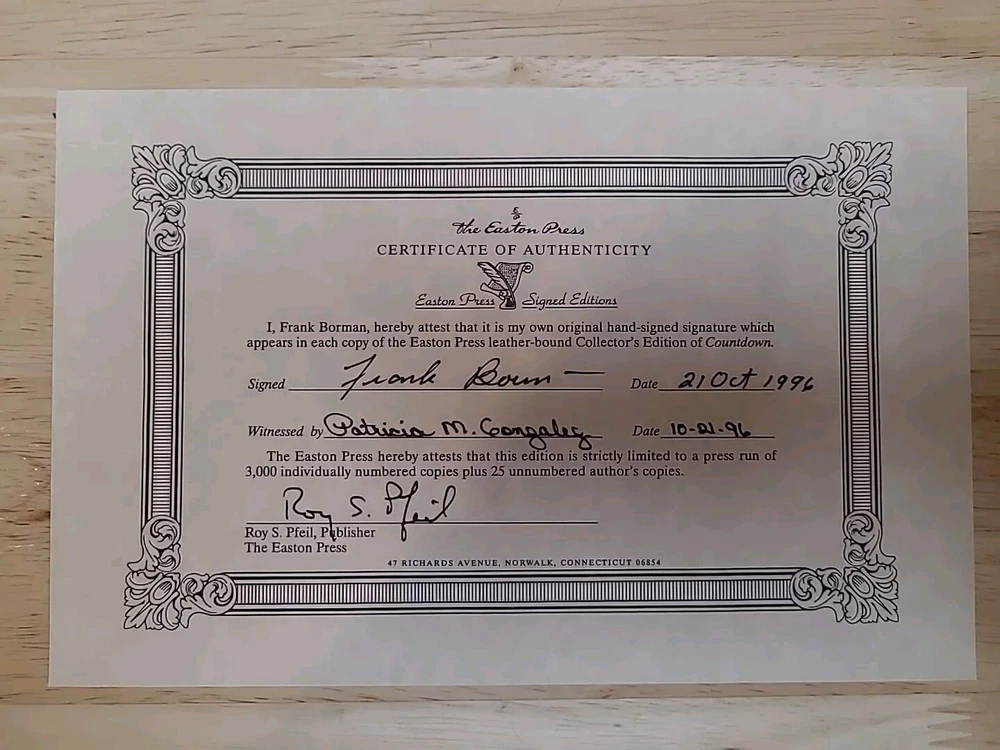 E
P
The Easton Press
CERTIFICATE OF AUTHENTICITY
Easton Press Signed Editions
I, Frank Borman, hereby attest that it is my own original hand-signed signature which
appears in each copy of the Easton Press leather-bound Collector's Edition of Countdown.
Signed Frank Borman Date 21 Oct 1996
Witnessed by Patricia M. Gonzalez Date 10-21-96
The Easton Press hereby attests that this edition is strictly limited to a press run of
3,000 individually numbered copies plus 25 unnumbered author's copies.
Roy S. Pfeil
Roy S. Pfeil, Publisher
The Easton Press
47 RICHARDS AVENUE, NORWALK, CONNECTICUT 06854